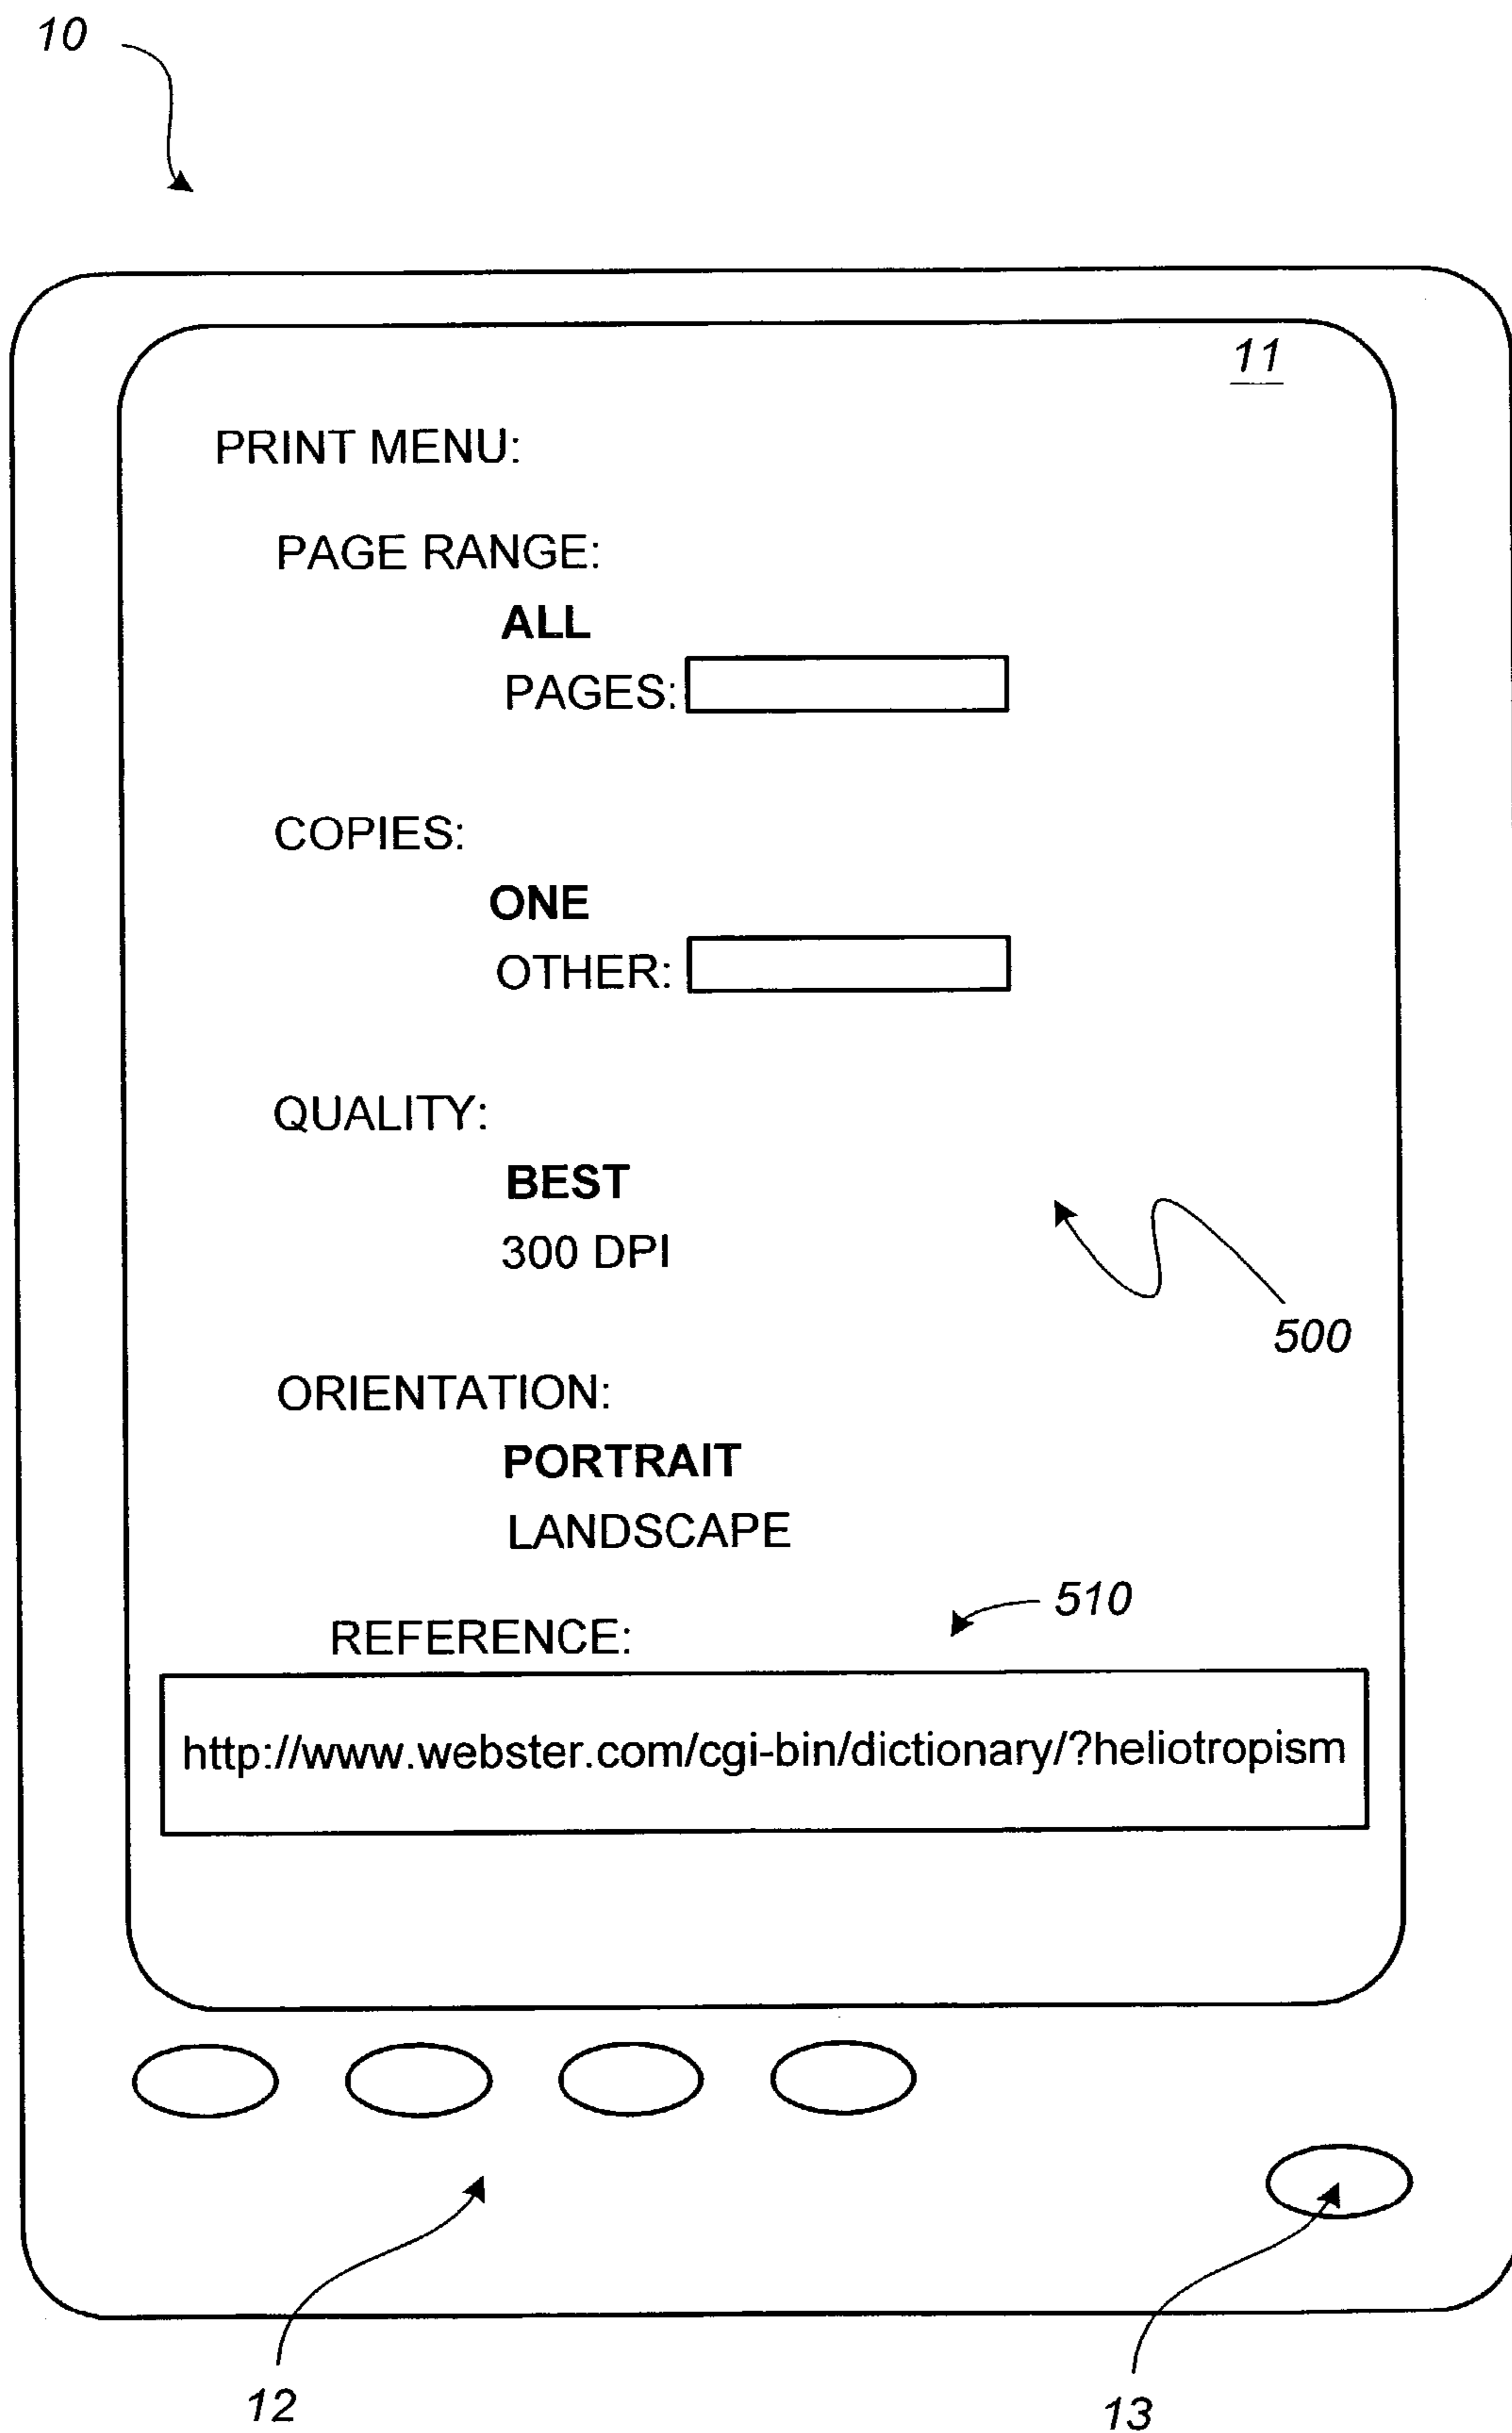 10
11
PRINT MENU:
PAGE RANGE:
ALL
PAGES:
COPIES:
ONE
OTHER:
QUALITY:
BEST
300 DPI
500
ORIENTATION:
PORTRAIT
LANDSCAPE
510
REFERENCE:
http://www.webster.com/cgi-bin/dictionary/?heliotropism
12
13